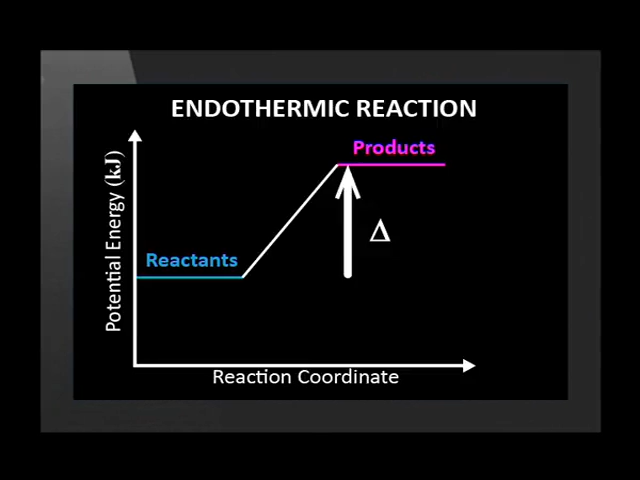 ENDOTHERMIC REACTION
Products
Δ
Reactants
Potential Energy (kJ)
Reaction Coordinate